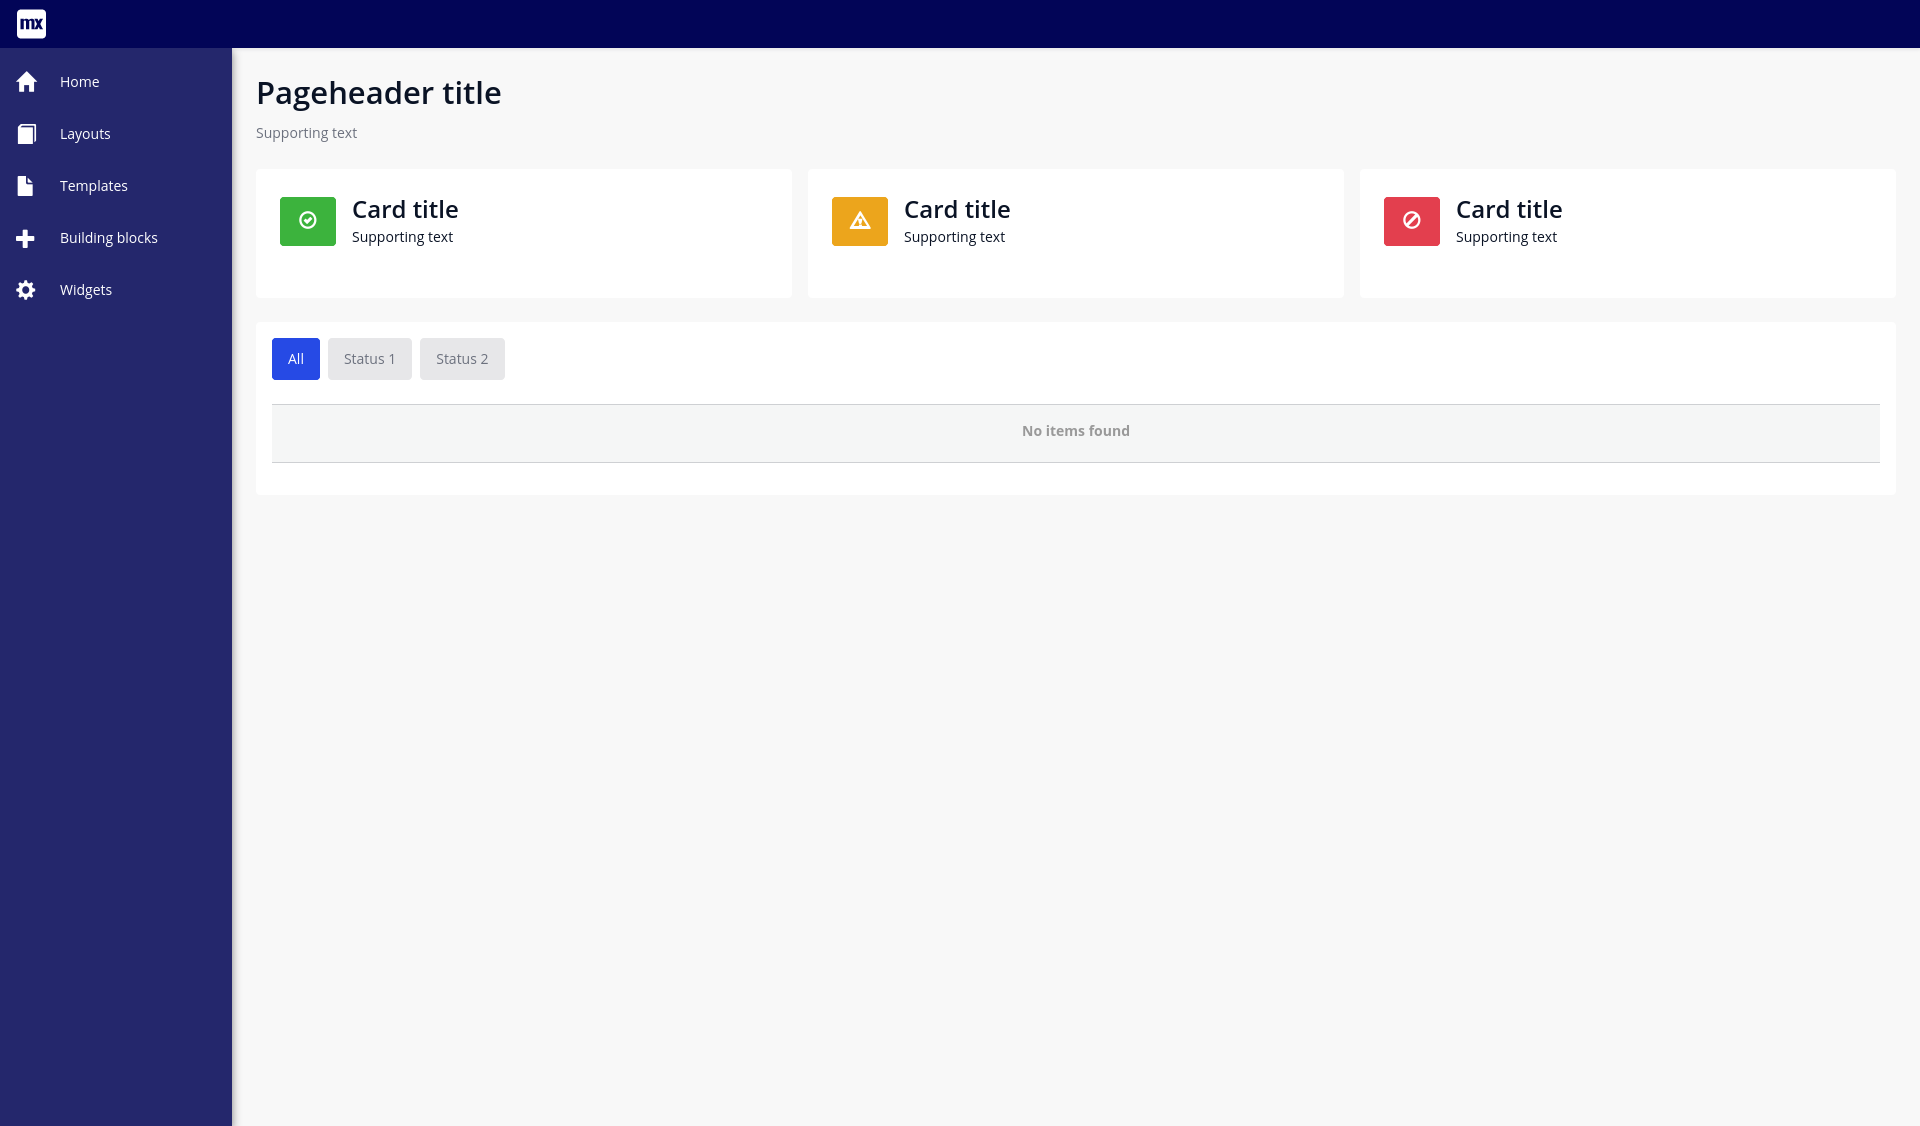 mx
Home
Layouts
Templates
Building blocks
Widgets
Pageheader title
Supporting text
Card title
Supporting text
Card title
Supporting text
Card title
Supporting text
All
Status 1
Status 2
No items found